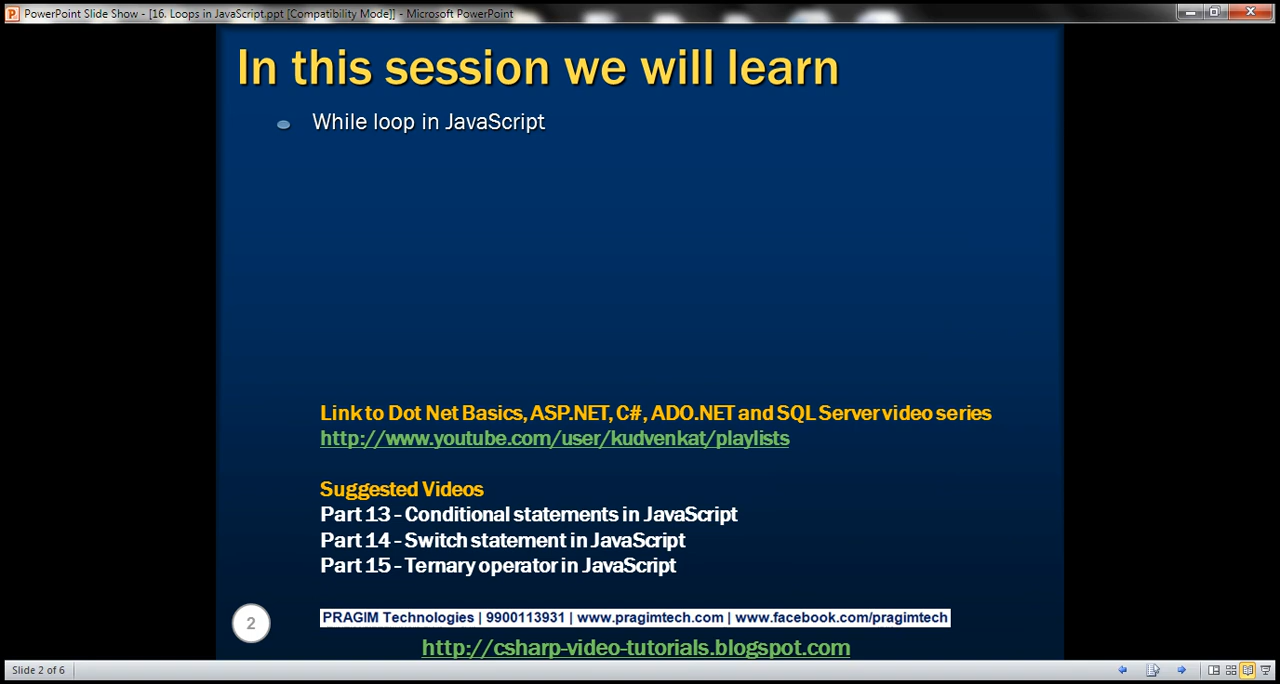 PowerPoint Slide Show - [16. Loops in JavaScript.ppt [Compatibility Mode]] - Microsoft PowerPoint
In this session we will learn
While loop in JavaScript
Link to Dot Net Basics, ASP.NET, C#, ADO.NET and SQL Server video series
http://www.youtube.com/user/kudvenkat/playlists
Suggested Videos
Part 13 - Conditional statements in JavaScript
Part 14 - Switch statement in JavaScript
Part 15 - Ternary operator in JavaScript
2
PRAGIM Technologies | 9900113931 | www.pragimtech.com | www.facebook.com/pragimtech
http://csharp-video-tutorials.blogspot.com
Slide 2 of 6